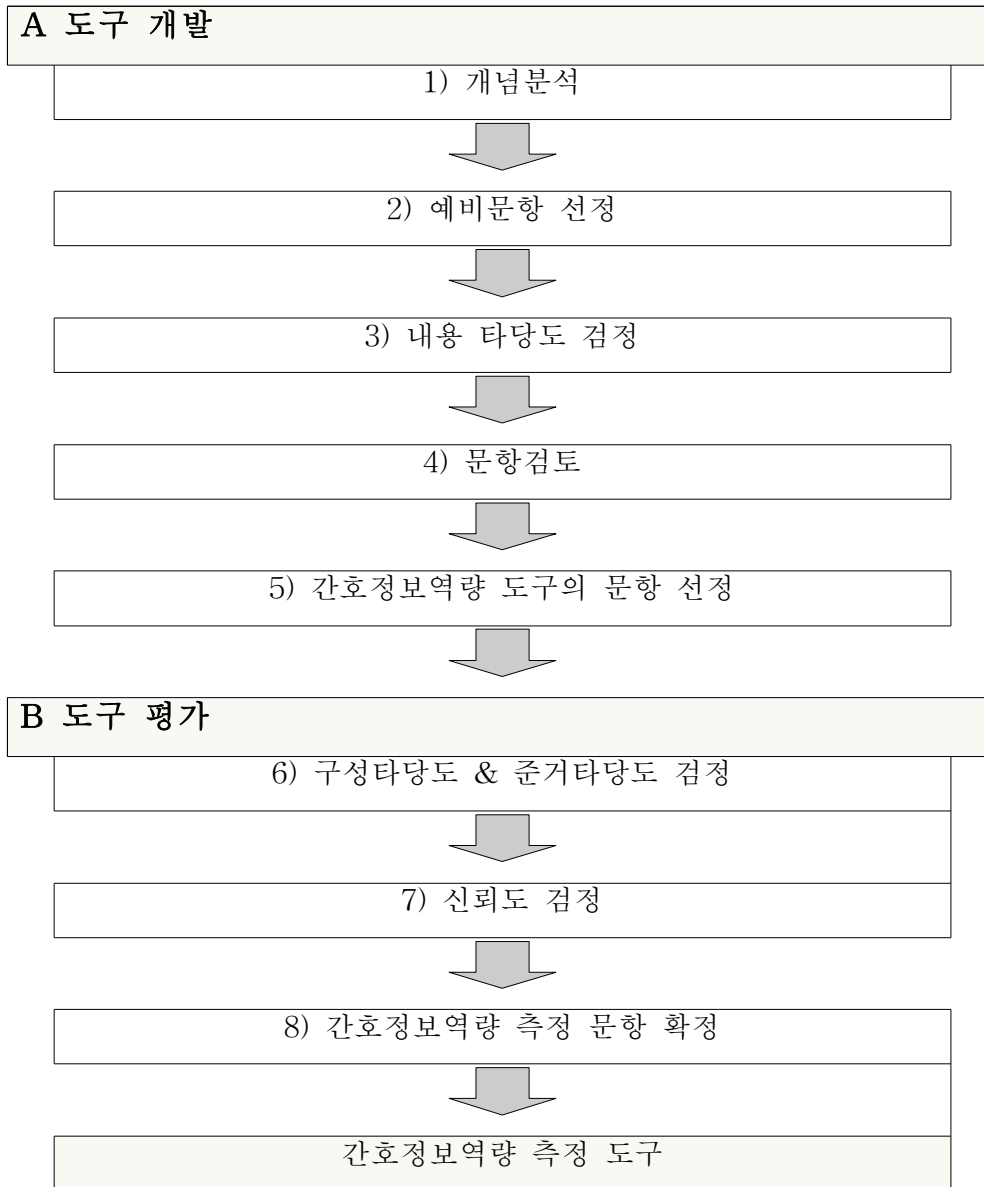 A 도구 개발
1) 개념분석
2) 예비문항 선정
3) 내용 타당도 검정
4) 문항검토
5) 간호정보역량 도구의 문항 선정
B 도구 평가
6) 구성타당도 & 준거타당도 검정
7) 신뢰도 검정
8) 간호정보역량 측정 문항 확정
간호정보역량 측정 도구